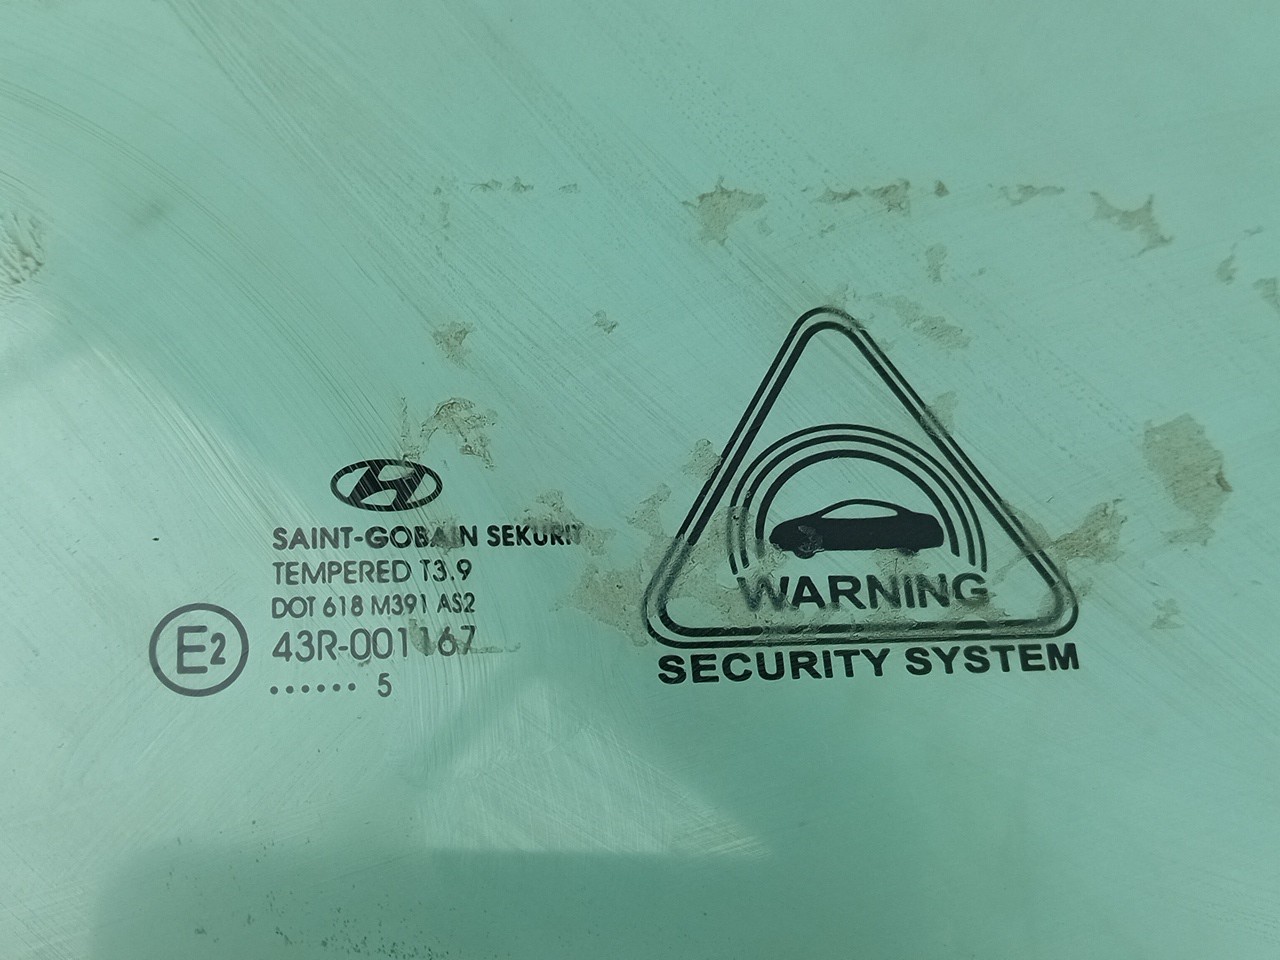 SAINT-GOBAIN SEKURIT
TEMPERED T3.9
DOT 618 M391 AS2
E2
43R-001167
...... 5
WARNING
SECURITY SYSTEM